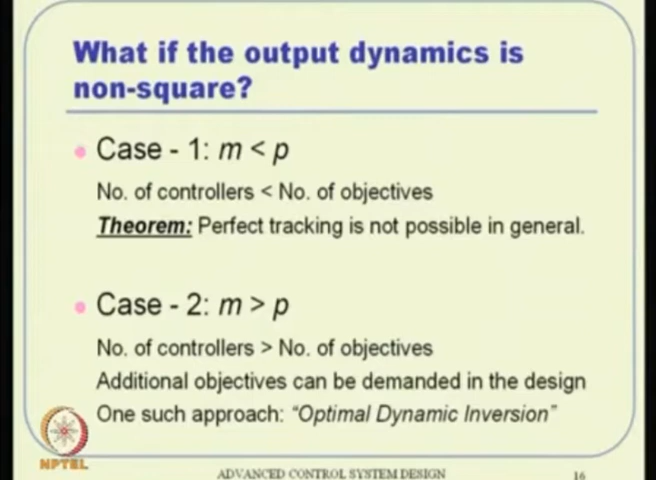 What if the output dynamics is
non-square?
Case - 1: m < p
No. of controllers < No. of objectives
Theorem: Perfect tracking is not possible in general.
Case - 2: m > p
No. of controllers > No. of objectives
Additional objectives can be demanded in the design
One such approach: “Optimal Dynamic Inversion”
NPTEL
ADVANCED CONTROL SYSTEM DESIGN
16